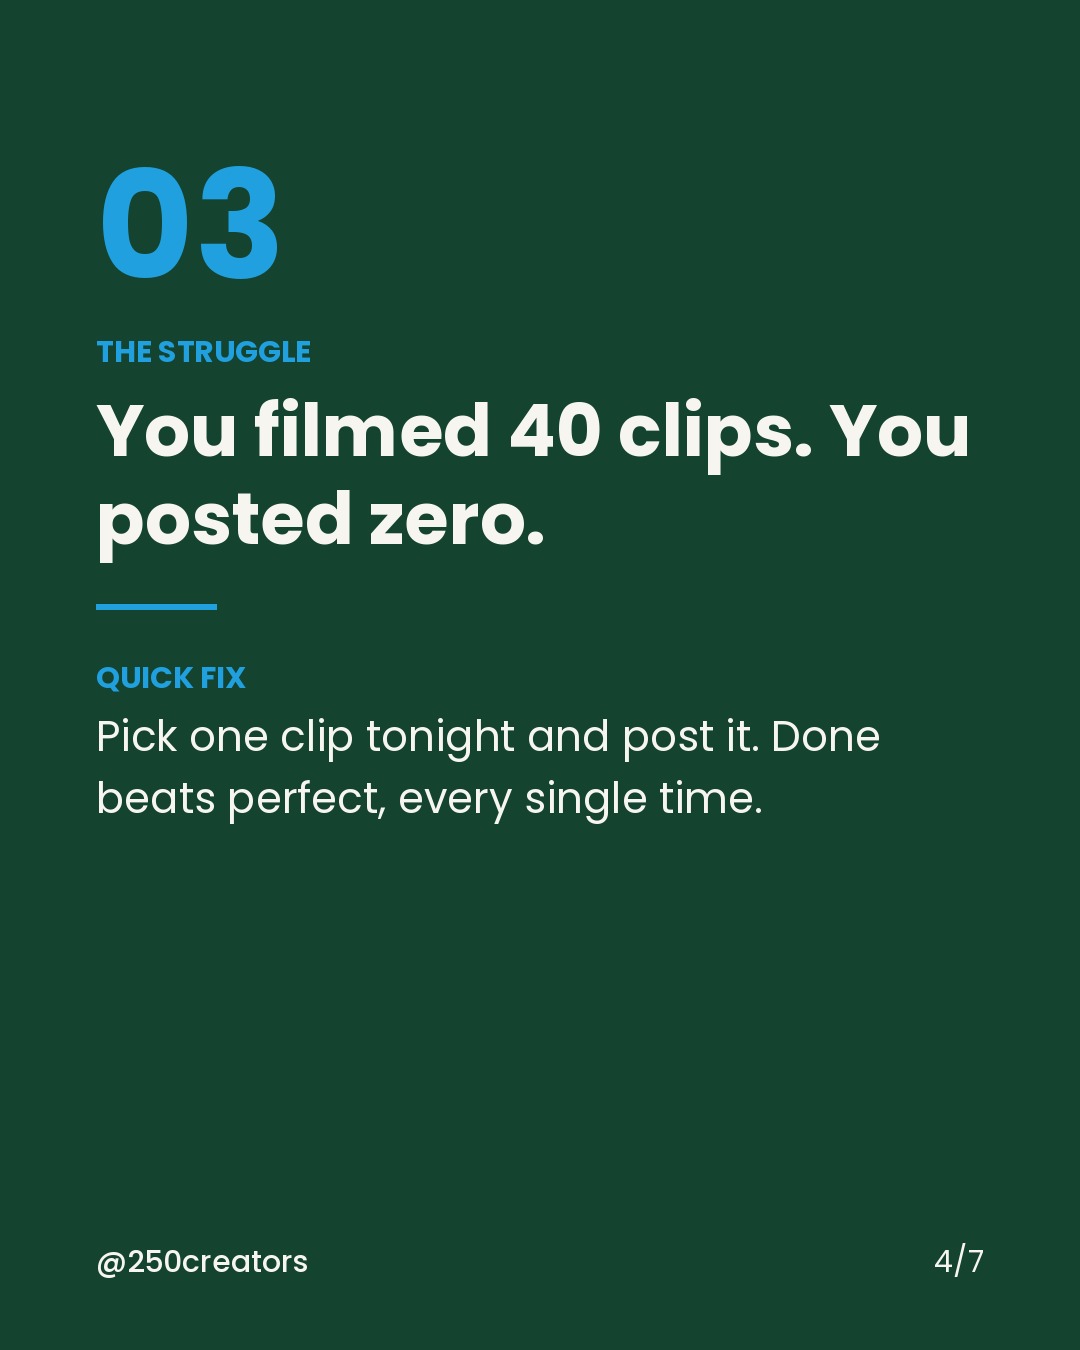 03
THE STRUGGLE
You filmed 40 clips. You
posted zero.
QUICK FIX
Pick one clip tonight and post it. Done
beats perfect, every single time.
@250creators
4/7